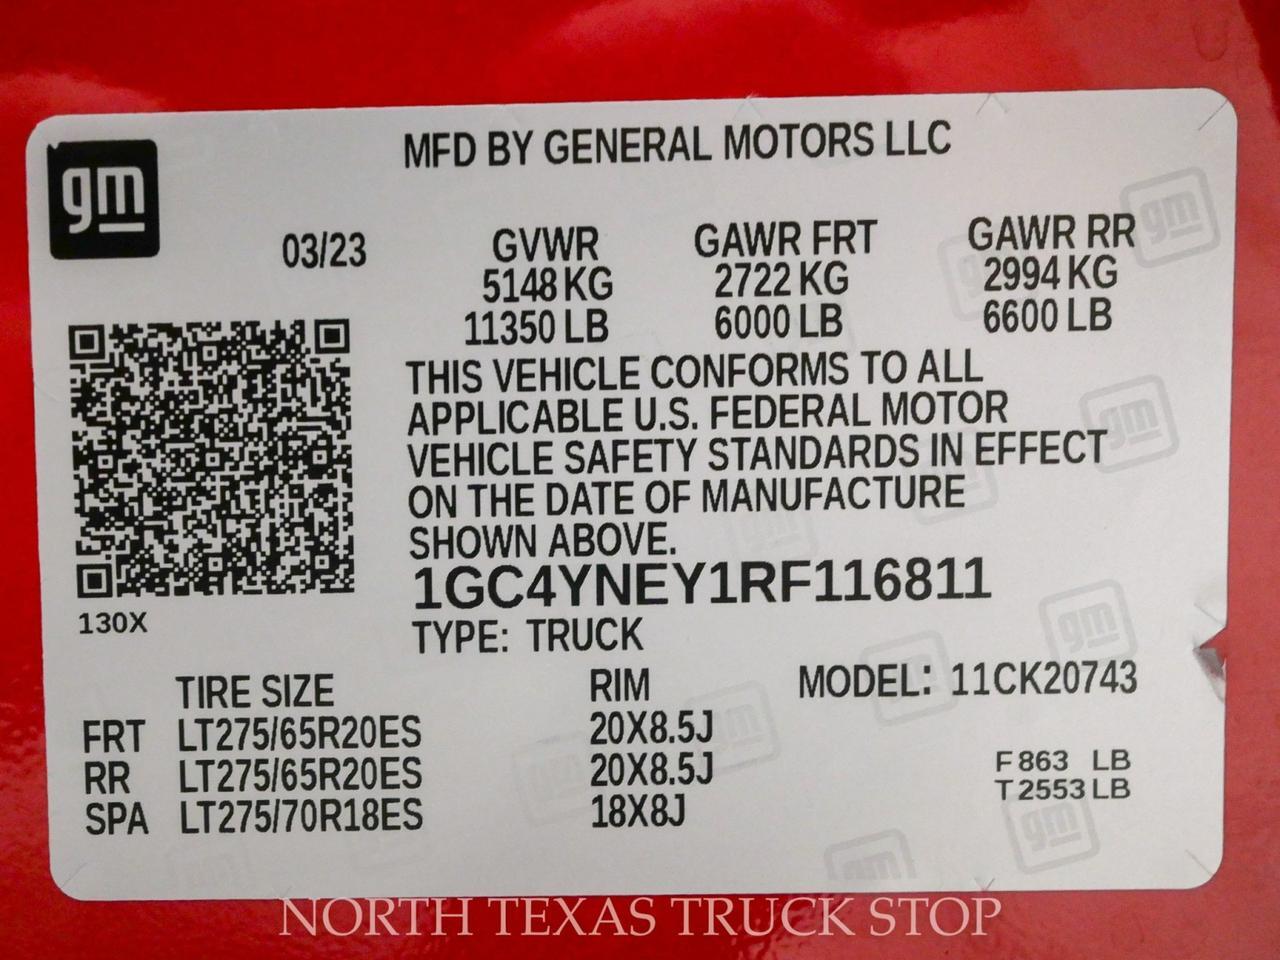 gm
MFD BY GENERAL MOTORS LLC
03/23 GVWR GAWR FRT GAWR RR
5148 KG 2722 KG 2994 KG
11350 LB 6000 LB 6600 LB
THIS VEHICLE CONFORMS TO ALL
APPLICABLE U.S. FEDERAL MOTOR
VEHICLE SAFETY STANDARDS IN EFFECT
ON THE DATE OF MANUFACTURE
SHOWN ABOVE.
1GC4YNEY1RF116811
130X
TYPE: TRUCK
TIRE SIZE RIM MODEL: 11CK20743
FRT LT275/65R20ES 20X8.5J
RR LT275/65R20ES 20X8.5J
SPA LT275/70R18ES 18X8J
F 863 LB
T 2553 LB
NORTH TEXAS TRUCK STOP